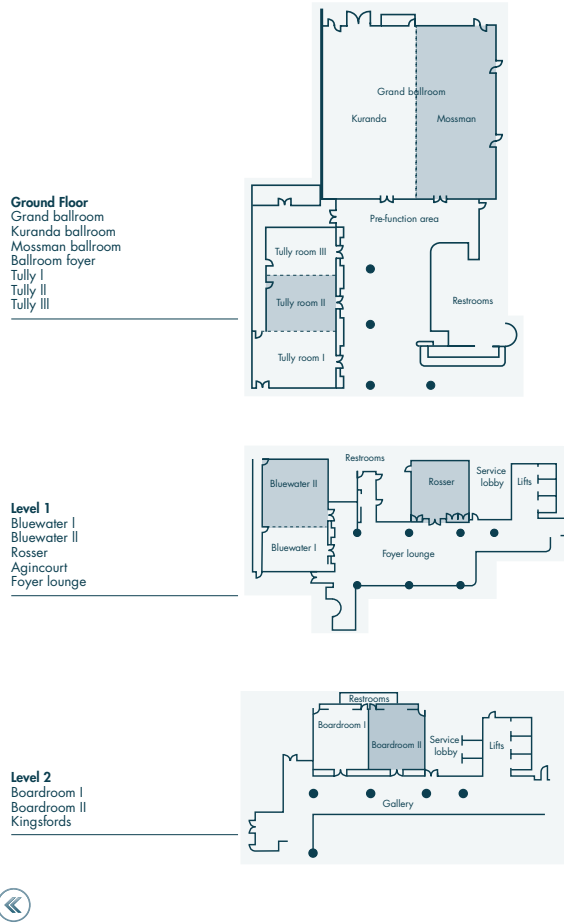 Grand ballroom
Kuranda
Mossman
Ground Floor
Grand ballroom
Kuranda ballroom
Mossman ballroom
Ballroom foyer
Tully l
Tully ll
Tully lll
Pre-function area
Tully room III
Tully room II
Tully room I
Restrooms
Level 1
Bluewater l
Bluewater ll
Rosser
Agincourt
Foyer lounge
Restrooms
Bluewater II
Rosser
Service
lobby
Lifts
Bluewater I
Foyer lounge
Level 2
Boardroom I
Boardroom II
Kingsfords
Restrooms
Boardroom I
Boardroom II
Service
lobby
Lifts
Gallery